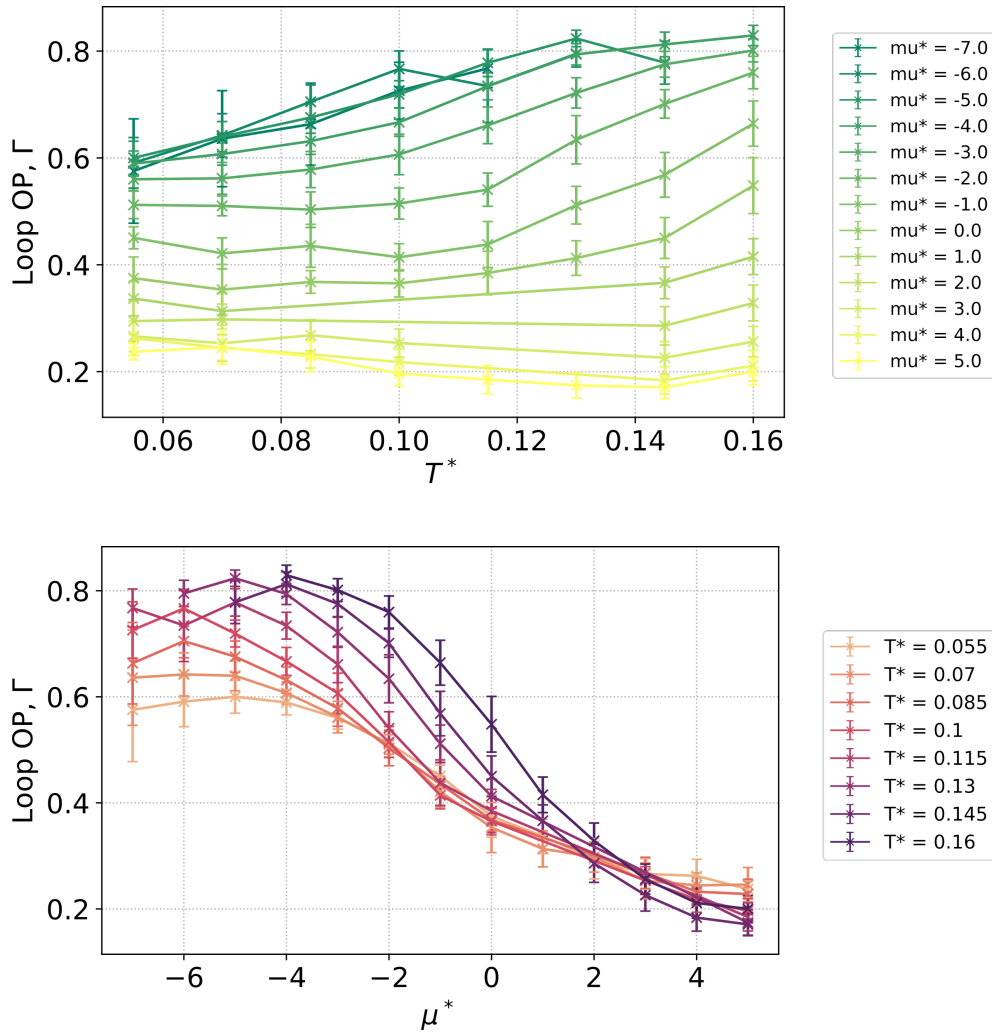 0.8
0.6
0.4
0.2
Loop OP, Γ
0.06 0.08 0.10 0.12 0.14 0.16
T*
mu* = -7.0
mu* = -6.0
mu* = -5.0
mu* = -4.0
mu* = -3.0
mu* = -2.0
mu* = -1.0
mu* = 0.0
mu* = 1.0
mu* = 2.0
mu* = 3.0
mu* = 4.0
mu* = 5.0
0.8
0.6
0.4
0.2
Loop OP, Γ
−6 −4 −2 0 2 4
μ*
T* = 0.055
T* = 0.07
T* = 0.085
T* = 0.1
T* = 0.115
T* = 0.13
T* = 0.145
T* = 0.16